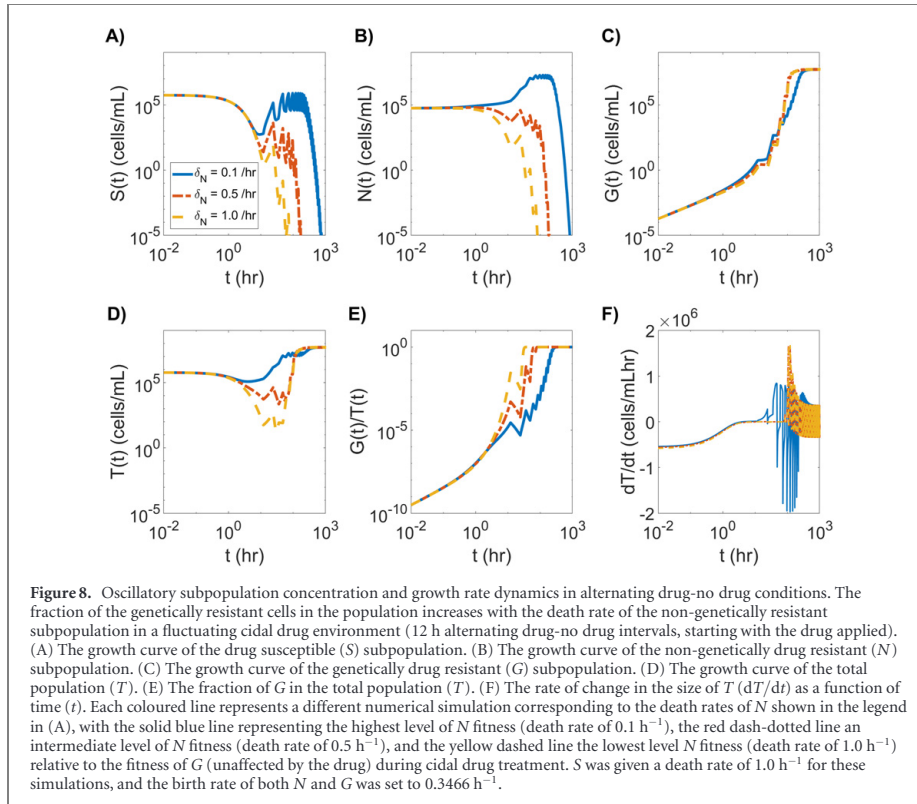 A)
B)
C)
S(t) (cells/mL)
10^5
10^0
10^-5
δ_N = 0.1 /hr
δ_N = 0.5 /hr
δ_N = 1.0 /hr
10^-2
10^0
10^3
t (hr)
N(t) (cells/mL)
10^5
10^0
10^-5
10^-2
10^0
10^3
t (hr)
G(t) (cells/mL)
10^5
10^0
10^-5
10^-2
10^0
10^3
t (hr)
D)
E)
F)
T(t) (cells/mL)
10^5
10^0
10^-5
10^-2
10^0
10^3
t (hr)
G(t)/T(t)
10^0
10^-5
10^-10
10^-2
10^0
10^3
t (hr)
dT/dt (cells/mLhr)
×10^6
2
1
0
-1
-2
10^-2
10^0
10^3
t (hr)
Figure 8. Oscillatory subpopulation concentration and growth rate dynamics in alternating drug-no drug conditions. The
fraction of the genetically resistant cells in the population increases with the death rate of the non-genetically resistant
subpopulation in a fluctuating cidal drug environment (12 h alternating drug-no drug intervals, starting with the drug applied).
(A) The growth curve of the drug susceptible (S) subpopulation. (B) The growth curve of the non-genetically drug resistant (N)
subpopulation. (C) The growth curve of the genetically drug resistant (G) subpopulation. (D) The growth curve of the total
population (T). (E) The fraction of G in the total population (T). (F) The rate of change in the size of T (dT/dt) as a function of
time (t). Each coloured line represents a different numerical simulation corresponding to the death rates of N shown in the legend
in (A), with the solid blue line representing the highest level of N fitness (death rate of 0.1 h^-1), the red dash-dotted line an
intermediate level of N fitness (death rate of 0.5 h^-1), and the yellow dashed line the lowest level N fitness (death rate of 1.0 h^-1)
relative to the fitness of G (unaffected by the drug) during cidal drug treatment. S was given a death rate of 1.0 h^-1 for these
simulations, and the birth rate of both N and G was set to 0.3466 h^-1.